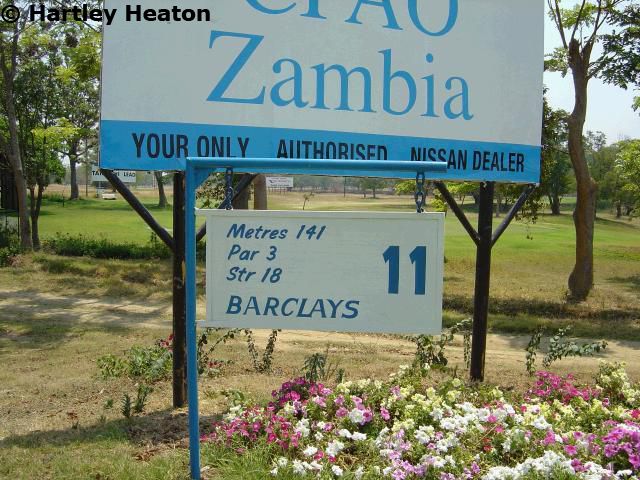 © Hartley Heaton
CFAO
Zambia
YOUR ONLY AUTHORISED NISSAN DEALER
Metres 141
Par 3
Str 18
BARCLAYS
11